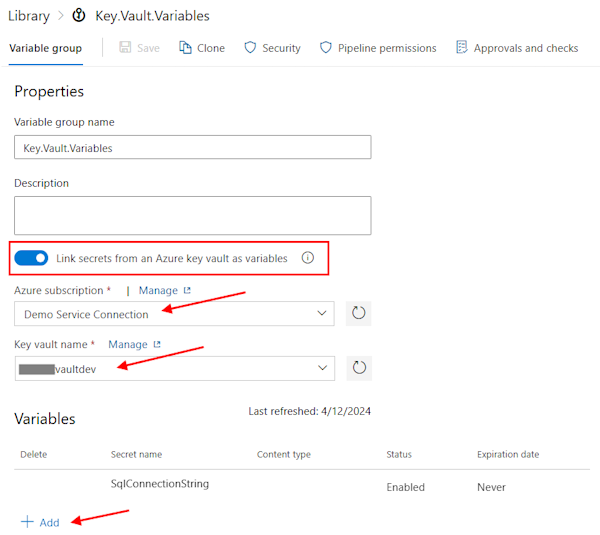 Library > Key.Vault.Variables
Variable group Save Clone Security Pipeline permissions Approvals and checks
Properties
Variable group name
Key.Vault.Variables
Description
Link secrets from an Azure key vault as variables
Azure subscription * | Manage
Demo Service Connection
Key vault name * Manage
vaultdev
Last refreshed: 4/12/2024
Variables
Delete Secret name Content type Status Expiration date
SqlConnectionString Enabled Never
+ Add